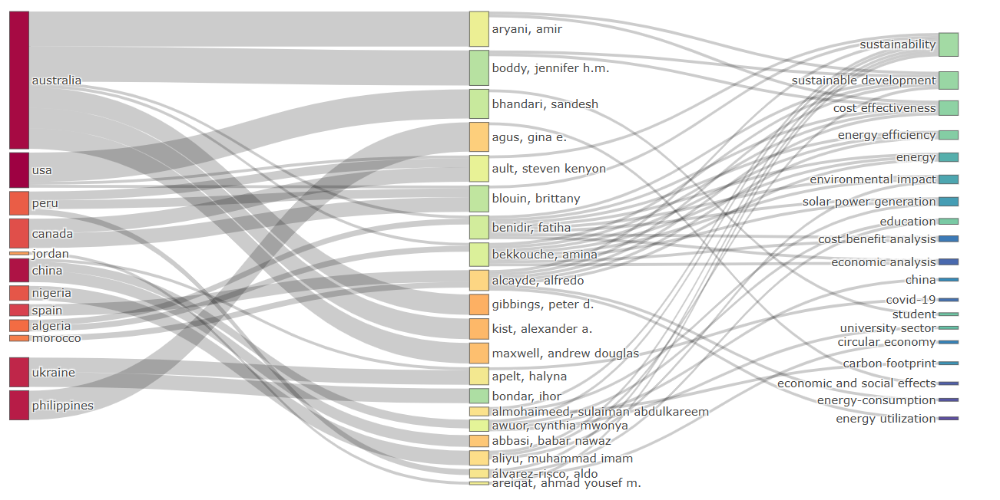 australia
usa
peru
canada
jordan
china
nigeria
spain
algeria
morocco
ukraine
philippines
aryani, amir
boddy, jennifer h.m.
bhandari, sandesh
agus, gina e.
ault, steven kenyon
blouin, brittany
benidir, fatiha
bekkouche, amina
alcayde, alfredo
gibbings, peter d.
kist, alexander a.
maxwell, andrew douglas
apelt, halyna
bondar, ihor
almohaimeed, sulaiman abdulkareem
awuor, cynthia mwonya
abbasi, babar nawaz
aliyu, muhammad imam
álvarez-risco, aldo
areiqat, ahmad yousef m.
sustainability
sustainable development
cost effectiveness
energy efficiency
energy
environmental impact
solar power generation
education
cost benefit analysis
economic analysis
china
covid-19
student
university sector
circular economy
carbon footprint
economic and social effects
energy-consumption
energy utilization